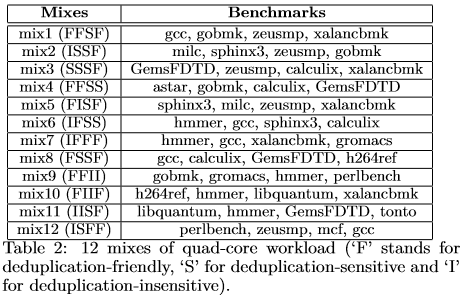 Mixes Benchmarks
mix1 (FFSF) gcc, gobmk, zeusmp, xalancbmk
mix2 (ISSF) milc, sphinx3, zeusmp, gobmk
mix3 (SSSF) GemsFDTD, zeusmp, calculix, xalancbmk
mix4 (FFSS) astar, gobmk, calculix, GemsFDTD
mix5 (FISF) sphinx3, milc, zeusmp, xalancbmk
mix6 (IFSS) hmmer, gcc, sphinx3, calculix
mix7 (IFFF) hmmer, gcc, xalancbmk, gromacs
mix8 (FSSF) gcc, calculix, GemsFDTD, h264ref
mix9 (FFII) gobmk, gromacs, hmmer, perlbench
mix10 (FIIF) h264ref, hmmer, libquantum, xalancbmk
mix11 (IISF) libquantum, hmmer, GemsFDTD, tonto
mix12 (ISFF) perlbench, zeusmp, mcf, gcc
Table 2: 12 mixes of quad-core workload (‘F’ stands for
deduplication-friendly, ‘S’ for deduplication-sensitive and ‘I’
for deduplication-insensitive).